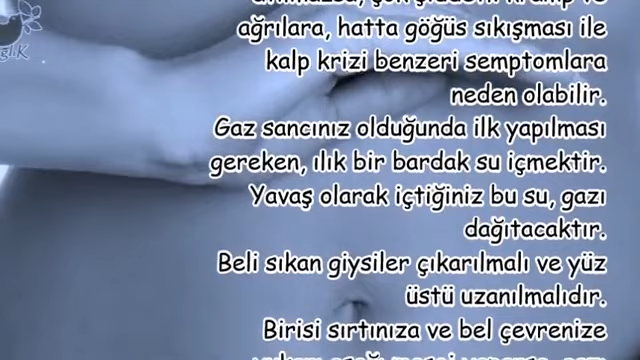 ağrılara, hatta göğüs sıkışması ile
kalp krizi benzeri semptomlara
neden olabilir.
Gaz sancınız olduğunda ilk yapılması
gereken, ılık bir bardak su içmektir.
Yavaş olarak içtiğiniz bu su, gazı
dağıtacaktır.
Beli sıkan giysiler çıkarılmalı ve yüz
üstü uzanılmalıdır.
Birisi sırtınıza ve bel çevrenize